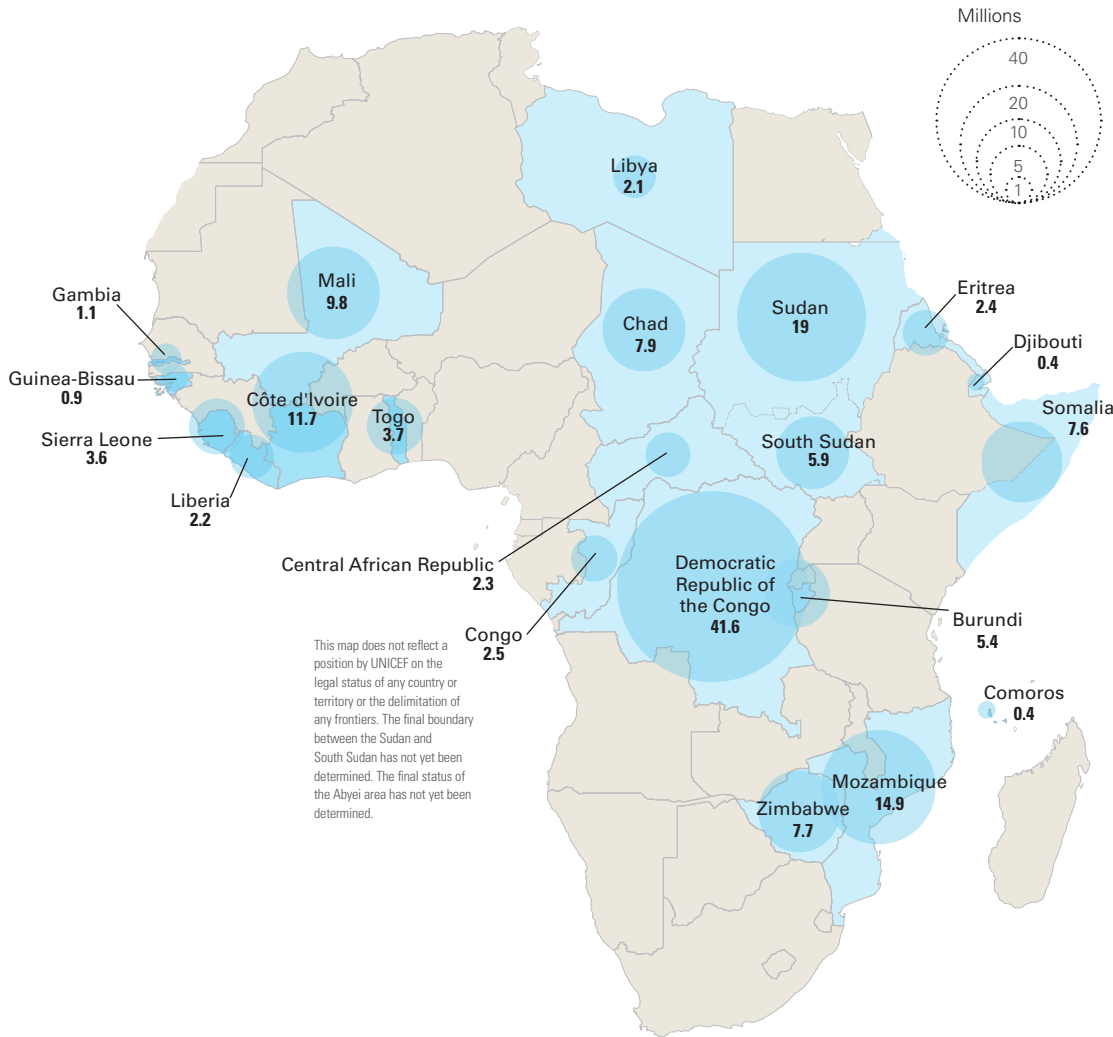 Millions
40
20
10
5
1
Libya
2.1
Mali
9.8
Gambia
1.1
Chad
7.9
Sudan
19
Eritrea
2.4
Djibouti
0.4
Guinea-Bissau
0.9
Côte d'Ivoire
11.7
Togo
3.7
Somalia
7.6
Sierra Leone
3.6
South Sudan
5.9
Liberia
2.2
Central African Republic
2.3
Democratic
Republic of
the Congo
41.6
Congo
2.5
Burundi
5.4
This map does not reflect a
position by UNICEF on the
legal status of any country or
territory or the delimitation of
any frontiers. The final boundary
between the Sudan and
South Sudan has not yet been
determined. The final status of
the Abyei area has not yet been
determined.
Comoros
0.4
Mozambique
14.9
Zimbabwe
7.7